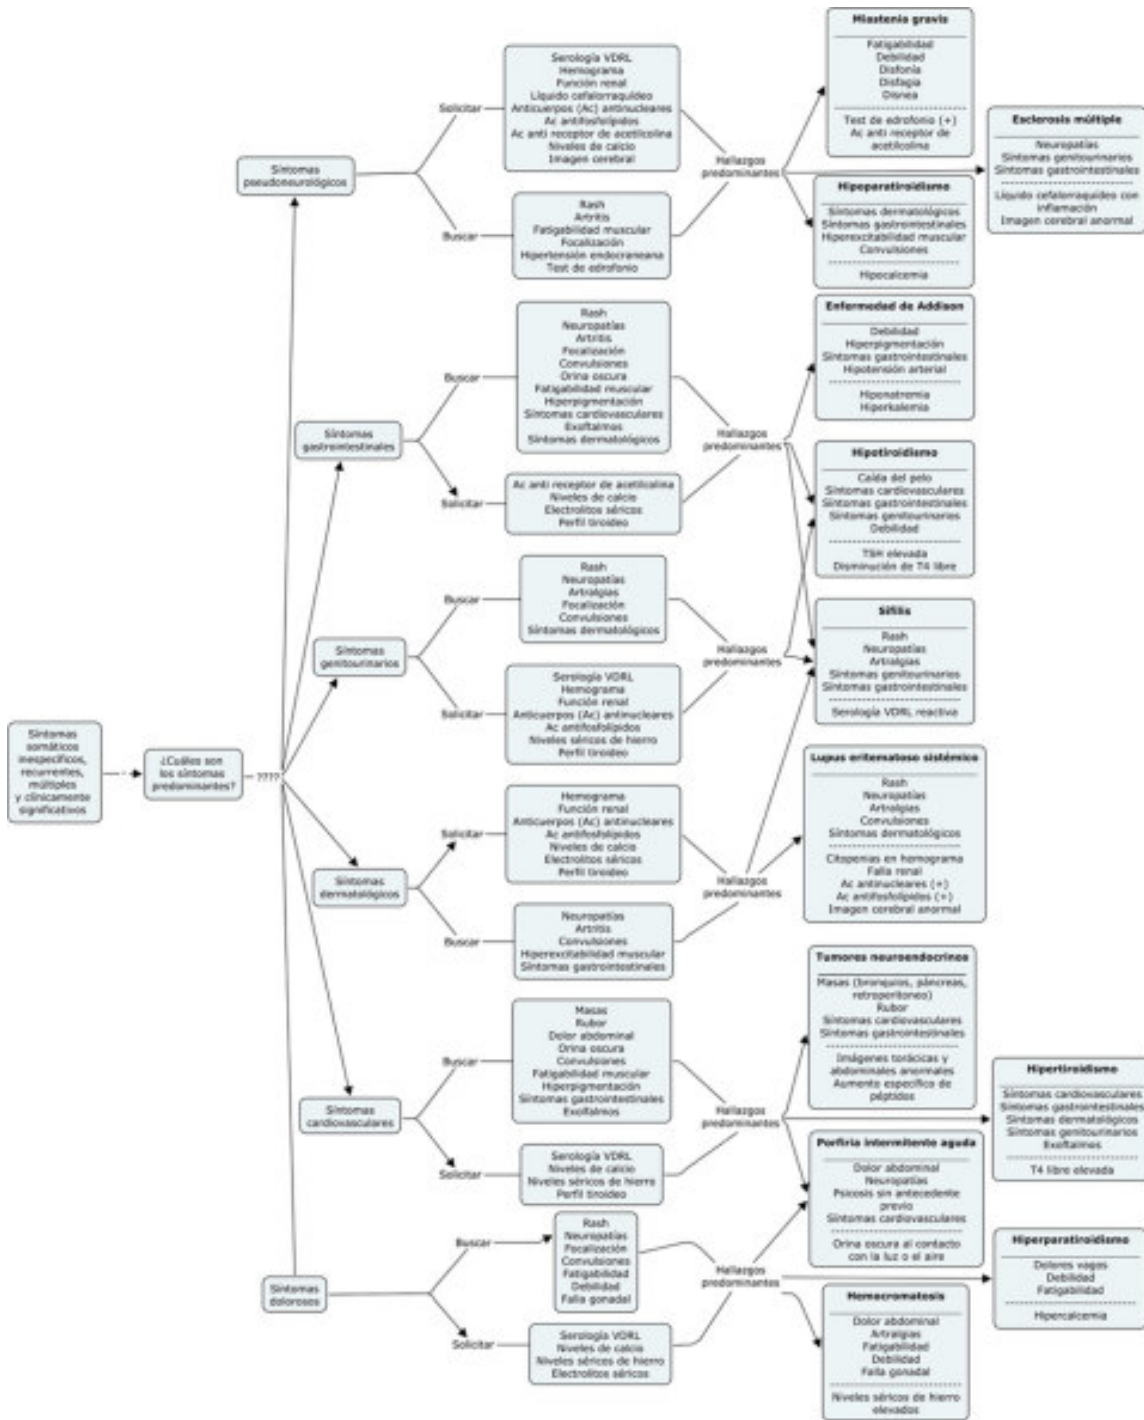 Síntomas
somáticos
inespecíficos,
recurrentes,
múltiples
y clínicamente
significativos
¿Cuáles son
los síntomas
predominantes?
????
Síntomas
pseudoneurológicos
Solicitar
Serología VDRL
Hemograma
Función renal
Líquido cefalorraquídeo
Anticuerpos (Ac) antinucleares
Ac antifosfolípidos
Ac anti receptor de acetilcolina
Niveles de calcio
Imagen cerebral
Buscar
Rash
Artritis
Fatigabilidad muscular
Focalización
Hipertensión endocraneana
Test de edrofonio
Hallazgos
predominantes
Miastenia gravis
Fatigabilidad
Debilidad
Disfonía
Disfagia
Disnea
Test de edrofonio (+)
Ac anti receptor de
acetilcolina
Esclerosis múltiple
Neuropatías
Síntomas genitourinarios
Síntomas gastrointestinales
Líquido cefalorraquídeo con
inflamación
Imagen cerebral anormal
Hipoparatiroidismo
Síntomas dermatológicos
Síntomas gastrointestinales
Hiperexcitabilidad muscular
Convulsiones
Hipocalcemia
Síntomas
gastrointestinales
Buscar
Rash
Neuropatías
Artritis
Focalización
Convulsiones
Orina oscura
Fatigabilidad muscular
Hiperpigmentación
Síntomas cardiovasculares
Exoftalmos
Síntomas dermatológicos
Solicitar
Ac anti receptor de acetilcolina
Niveles de calcio
Electrolitos séricos
Perfil tiroideo
Hallazgos
predominantes
Enfermedad de Addison
Debilidad
Hiperpigmentación
Síntomas gastrointestinales
Hipotensión arterial
Hiponatremia
Hiperkalemia
Hipotiroidismo
Caída del pelo
Síntomas cardiovasculares
Síntomas gastrointestinales
Síntomas genitourinarios
Debilidad
TSH elevada
Disminución de T4 libre
Síntomas
genitourinarios
Buscar
Rash
Neuropatías
Artralgias
Focalización
Convulsiones
Síntomas dermatológicos
Solicitar
Serología VDRL
Hemograma
Función renal
Anticuerpos (Ac) antinucleares
Ac antifosfolípidos
Niveles séricos de hierro
Perfil tiroideo
Hallazgos
predominantes
Sífilis
Rash
Neuropatías
Artralgias
Síntomas genitourinarios
Síntomas gastrointestinales
Serología VDRL reactiva
Síntomas
dermatológicos
Solicitar
Hemograma
Función renal
Anticuerpos (Ac) antinucleares
Ac antifosfolípidos
Niveles de calcio
Electrolitos séricos
Perfil tiroideo
Buscar
Neuropatías
Artritis
Convulsiones
Hiperexcitabilidad muscular
Síntomas gastrointestinales
Hallazgos
predominantes
Lupus eritematoso sistémico
Rash
Neuropatías
Artralgias
Convulsiones
Síntomas dermatológicos
Citopenias en hemograma
Falla renal
Ac antinucleares (+)
Ac antifosfolípidos (+)
Imagen cerebral anormal
Síntomas
cardiovasculares
Buscar
Masas
Rubor
Dolor abdominal
Orina oscura
Convulsiones
Fatigabilidad muscular
Hiperpigmentación
Síntomas gastrointestinales
Exoftalmos
Solicitar
Serología VDRL
Niveles de calcio
Niveles séricos de hierro
Perfil tiroideo
Hallazgos
predominantes
Tumores neuroendocrinos
Masas (bronquios, páncreas,
retroperitoneo)
Rubor
Síntomas cardiovasculares
Síntomas gastrointestinales
Imágenes torácicas y
abdominales anormales
Aumento específico de
péptidos
Hipertiroidismo
Síntomas cardiovasculares
Síntomas gastrointestinales
Síntomas dermatológicos
Síntomas genitourinarios
Exoftalmos
T4 libre elevada
Porfiria intermitente aguda
Dolor abdominal
Neuropatías
Psicosis sin antecedente
previo
Síntomas cardiovasculares
Orina oscura al contacto
con la luz o el aire
Síntomas
dolorosos
Buscar
Rash
Neuropatías
Focalización
Convulsiones
Fatigabilidad
Debilidad
Falla gonadal
Solicitar
Serología VDRL
Niveles de calcio
Niveles séricos de hierro
Electrolitos séricos
Hallazgos
predominantes
Hiperparatiroidismo
Dolores vagos
Debilidad
Fatigabilidad
Hipercalcemia
Hemocromatosis
Dolor abdominal
Artralgias
Fatigabilidad
Debilidad
Falla gonadal
Niveles séricos de hierro
elevados